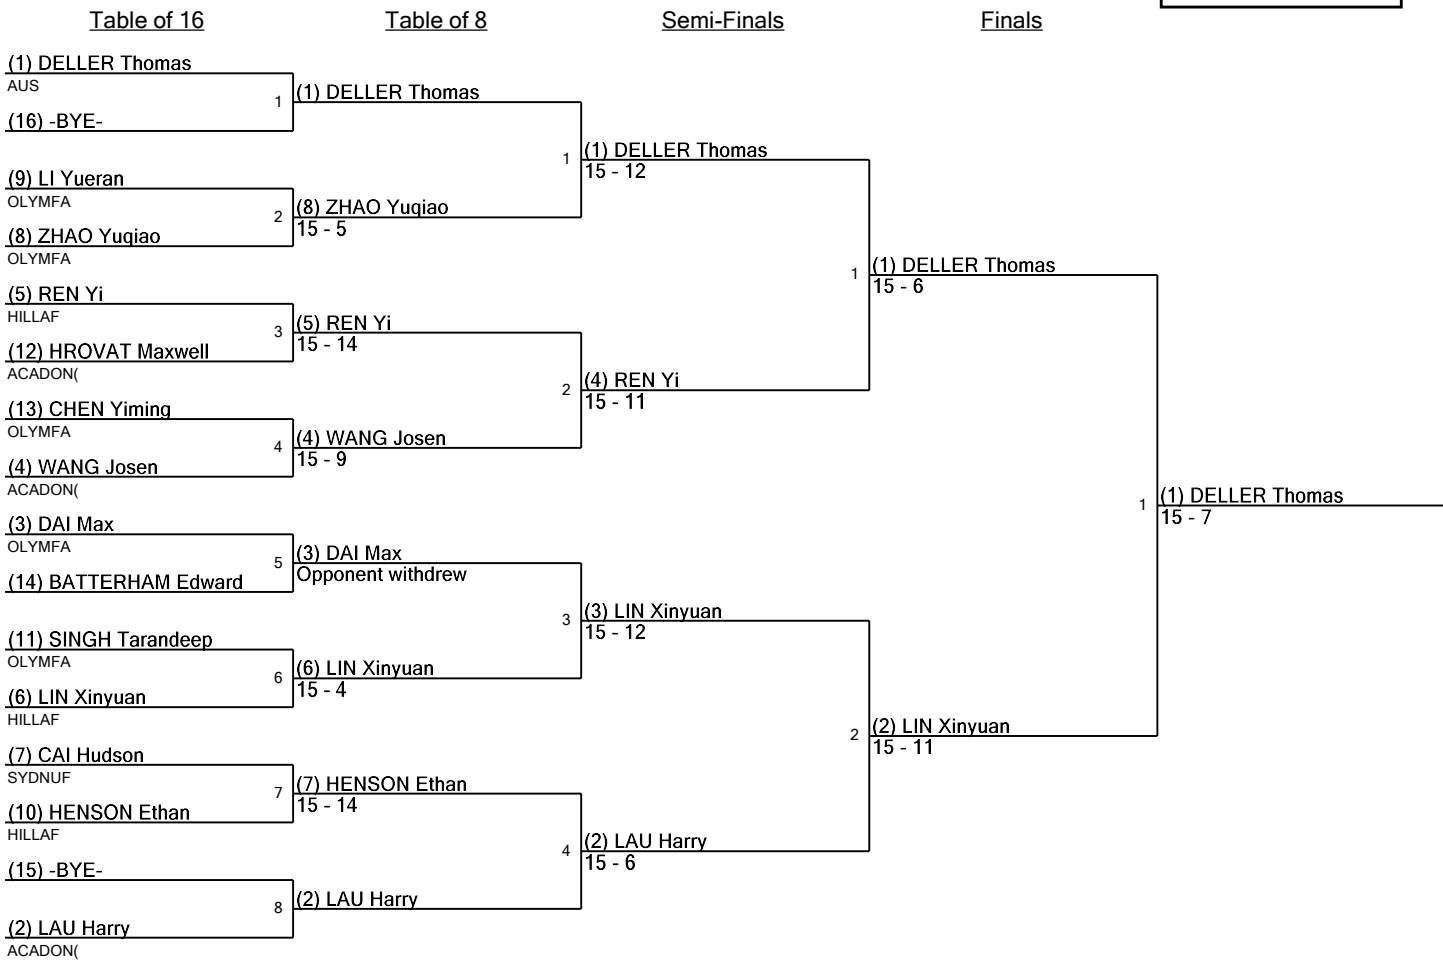 Table of 16
Table of 8
Semi-Finals
Finals
(1) DELLER Thomas
AUS
1
(16) -BYE-
(9) LI Yueran
OLYMFA
2
(8) ZHAO Yuqiao
OLYMFA
(5) REN Yi
HILLAF
3
(12) HROVAT Maxwell
ACADON(
(13) CHEN Yiming
OLYMFA
4
(4) WANG Josen
ACADON(
(3) DAI Max
OLYMFA
5
(14) BATTERHAM Edward
(11) SINGH Tarandeep
OLYMFA
6
(6) LIN Xinyuan
HILLAF
(7) CAI Hudson
SYDNUF
7
(10) HENSON Ethan
HILLAF
(15) -BYE-
8
(2) LAU Harry
ACADON(
(1) DELLER Thomas
1
(8) ZHAO Yuqiao
15 - 5
(5) REN Yi
15 - 14
2
(4) WANG Josen
15 - 9
(3) DAI Max
Opponent withdrew
3
(6) LIN Xinyuan
15 - 4
(7) HENSON Ethan
15 - 14
4
(2) LAU Harry
(1) DELLER Thomas
15 - 12
1
(4) REN Yi
15 - 11
(3) LIN Xinyuan
15 - 12
2
(2) LAU Harry
15 - 6
(1) DELLER Thomas
15 - 6
1
(2) LIN Xinyuan
15 - 11
(1) DELLER Thomas
15 - 7